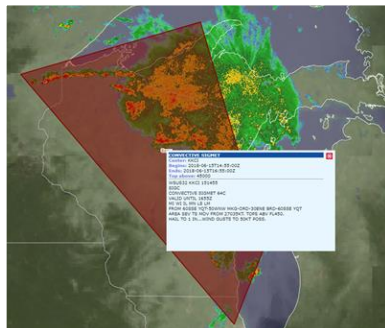 CONVECTIVE SIGMET
Center: KKCI
Begins: 2018-06-15T14:55:00Z
Ends: 2018-06-15T16:55:00Z
Tops above: 45000
WSUS32 KKCI 151455
SIGC
CONVECTIVE SIGMET 64C
VALID UNTIL 1655Z
MI WI IL MN LE LM
FROM 60SSE YQT-30WNW MKG-ORD-30ENE BRD-60SSE YQT
AREA SEV TS MOV FROM 27035KT. TOPS ABV FL450.
HAIL TO 1 IN...WIND GUSTS TO 50KT POSS.